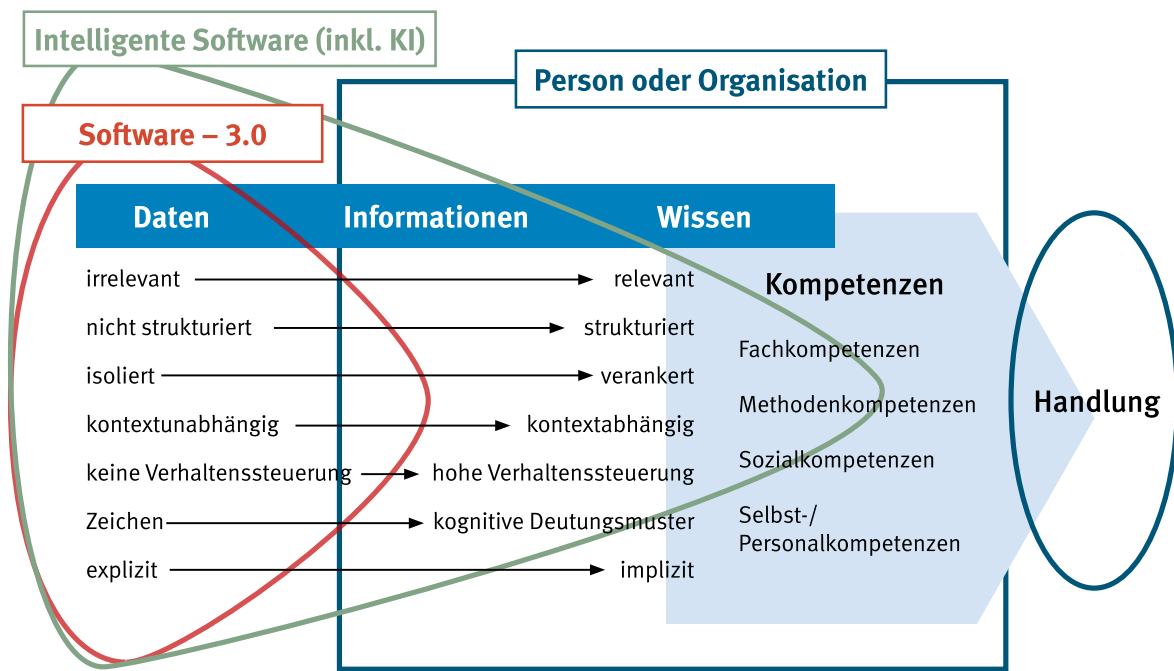 Intelligente Software (inkl. KI)
Person oder Organisation
Software – 3.0
Daten Informationen Wissen
irrelevant relevant
nicht strukturiert strukturiert
isoliert verankert
kontextunabhängig kontextabhängig
keine Verhaltenssteuerung hohe Verhaltenssteuerung
Zeichen kognitive Deutungsmuster
explizit implizit
Kompetenzen
Fachkompetenzen
Methodenkompetenzen
Sozialkompetenzen
Selbst-/
Personalkompetenzen
Handlung